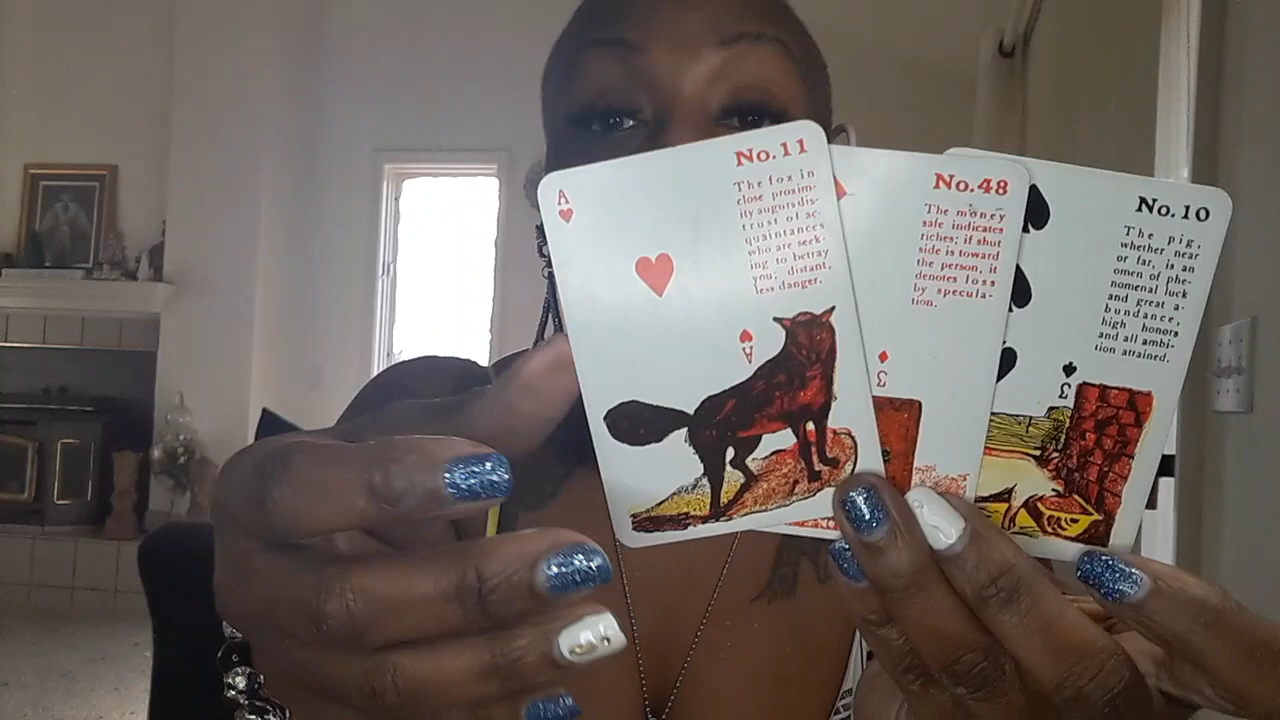 A
No.11
The fox in
close proxim-
ity augurs dis-
trust of ac-
quaintances
who are seek-
ing to betray
you; distant,
less danger.
A
No.48
The money
safe indicates
riches; if shut
side is toward
the person, it
denotes loss
by specula-
tion.
3
No.10
The pig,
whether near
or far, is an
omen of phe-
nomenal luck
and great a-
bundance,
high honors
and all ambi-
tion attained.
3